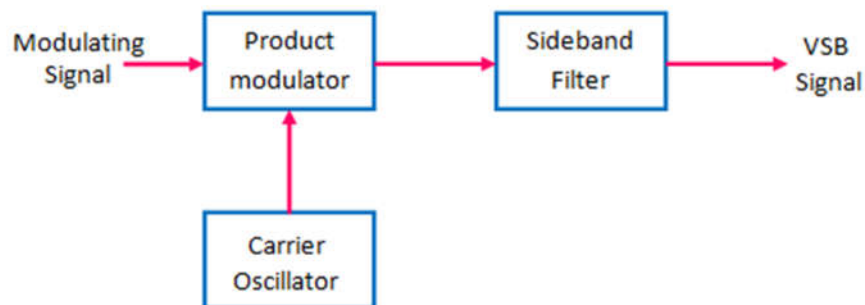 Modulating
Signal
Product
modulator
Sideband
Filter
VSB
Signal
Carrier
Oscillator